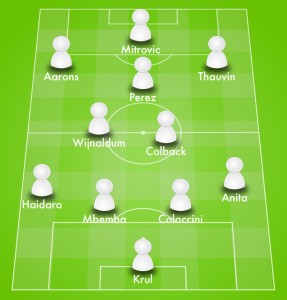 Mitrovic
Aarons
Thauvin
Perez
Wijnaldum
Colback
Haidara
Anita
Mbemba
Coloccini
Krul